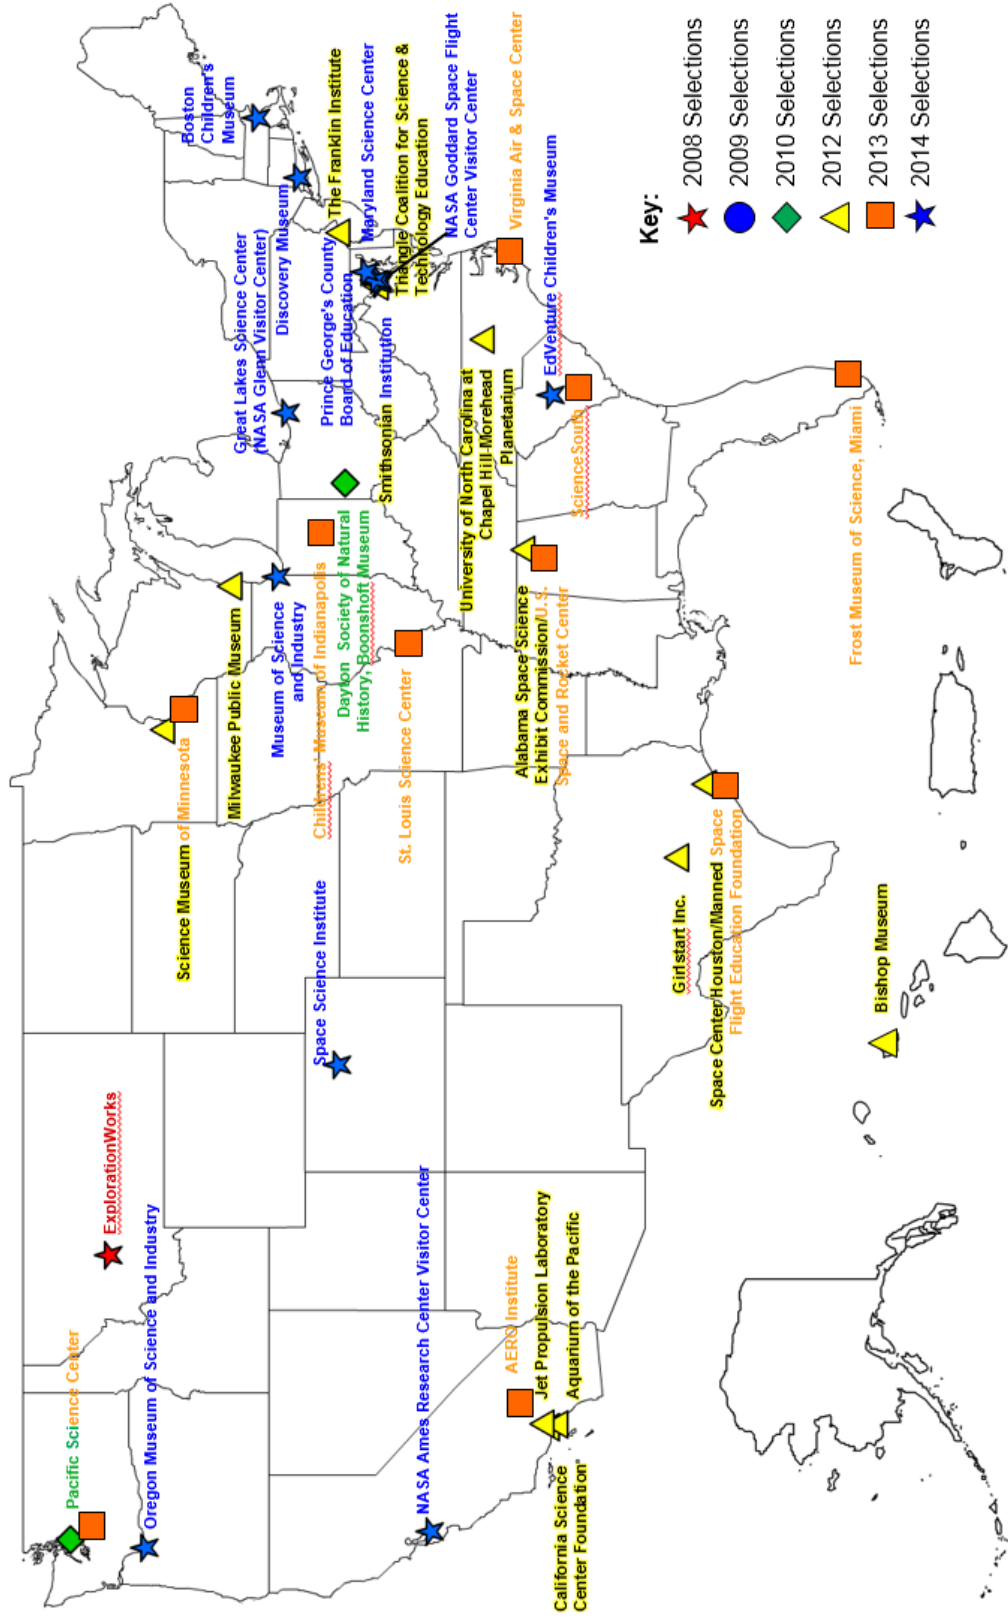 Pacific Science Center
Oregon Museum of Science and Industry
ExplorationWorks
NASA Ames Research Center Visitor Center
AERO Institute
Jet Propulsion Laboratory
Aquarium of the Pacific
California Science
Center Foundation"
Space Science Institute
Science Museum of Minnesota
Milwaukee Public Museum
Museum of Science
and Industry
Childrens' Museum of Indianapolis
Dayton Society of Natural
History, Boonshoft Museum
St. Louis Science Center
Great Lakes Science Center
(NASA Glenn Visitor Center)
Discovery Museum
Boston
Children's
Museum
The Franklin Institute
Maryland Science Center
Prince George's County
Board of Education
Triangle Coalition for Science &
Technology Education
NASA Goddard Space Flight
Center Visitor Center
Smithsonian Institution
Virginia Air & Space Center
University of North Carolina at
Chapel Hill-Morehead
Planetarium
EdVenture Children's Museum
ScienceSouth
Alabama Space Science
Exhibit Commission/U.S.
Space and Rocket Center
Girlstart Inc.
Space Center Houston/Manned Space
Flight Education Foundation
Frost Museum of Science, Miami
Bishop Museum
Key:
2008 Selections
2009 Selections
2010 Selections
2012 Selections
2013 Selections
2014 Selections